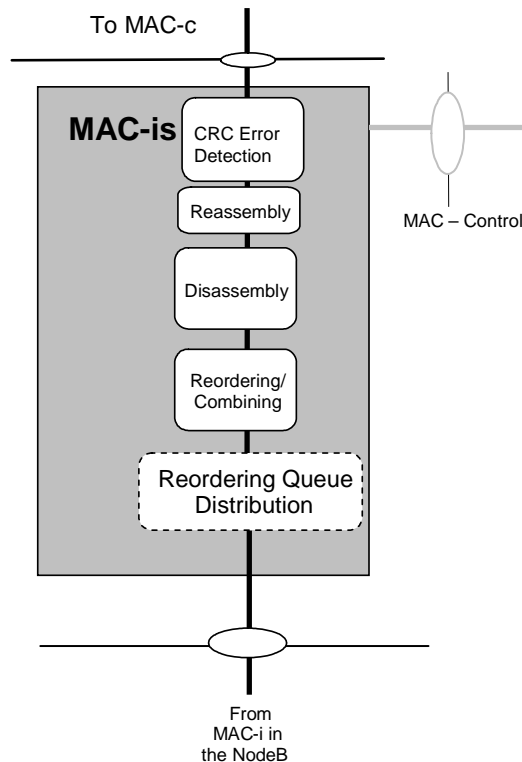 To MAC-c
MAC-is
CRC Error
Detection
Reassembly
MAC – Control
Disassembly
Reordering/
Combining
Reordering Queue
Distribution
From
MAC-i in
the NodeB